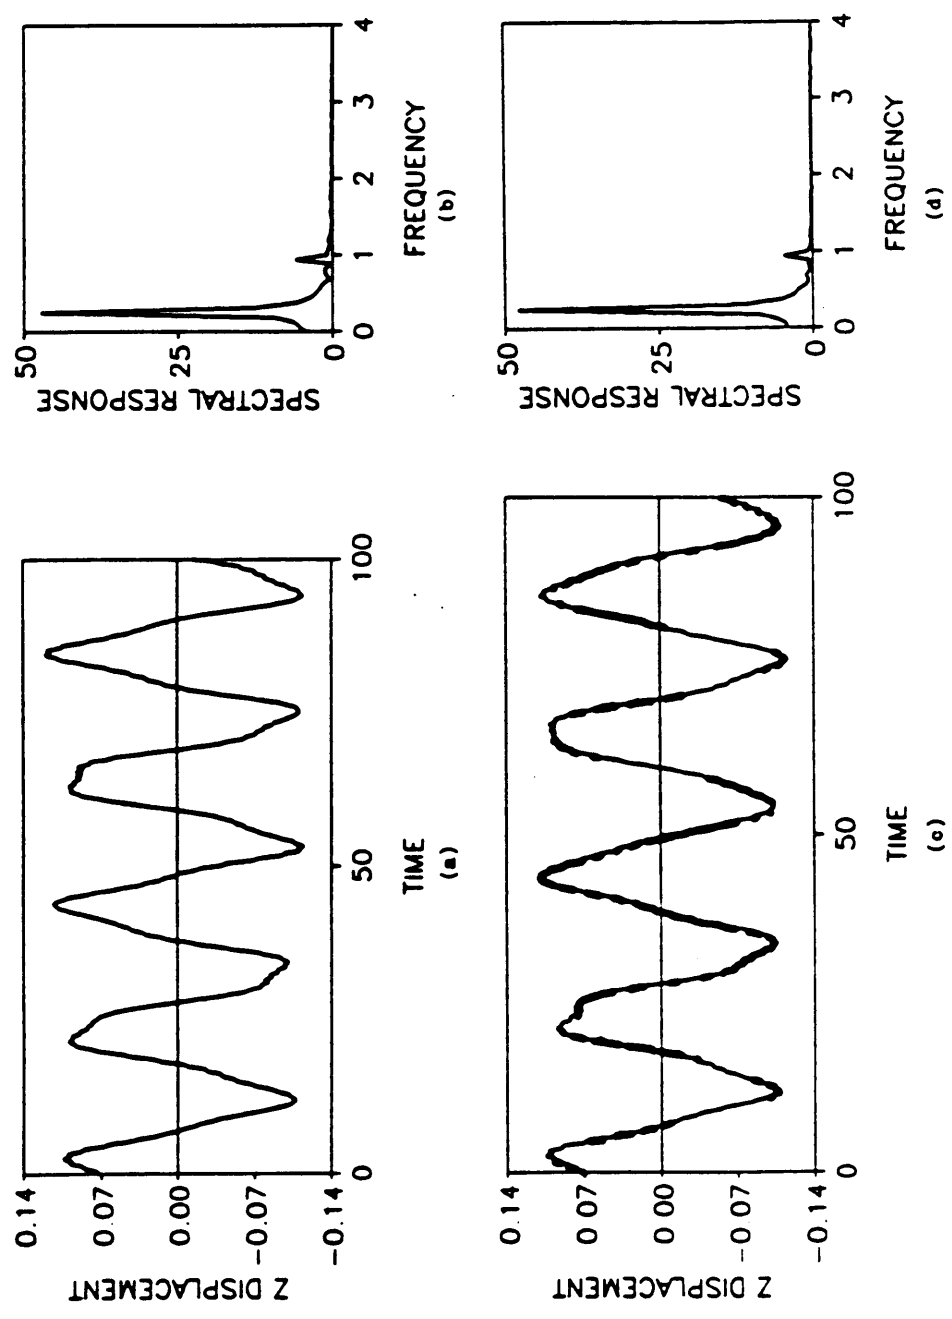 Z DISPLACEMENT
0.14
0.07
0.00
-0.07
-0.14
0
50
100
TIME
(a)
SPECTRAL RESPONSE
50
25
0
0
1
2
3
4
FREQUENCY
(b)
Z DISPLACEMENT
0.14
0.07
0.00
-0.07
-0.14
0
50
100
TIME
(c)
SPECTRAL RESPONSE
50
25
0
0
1
2
3
4
FREQUENCY
(d)